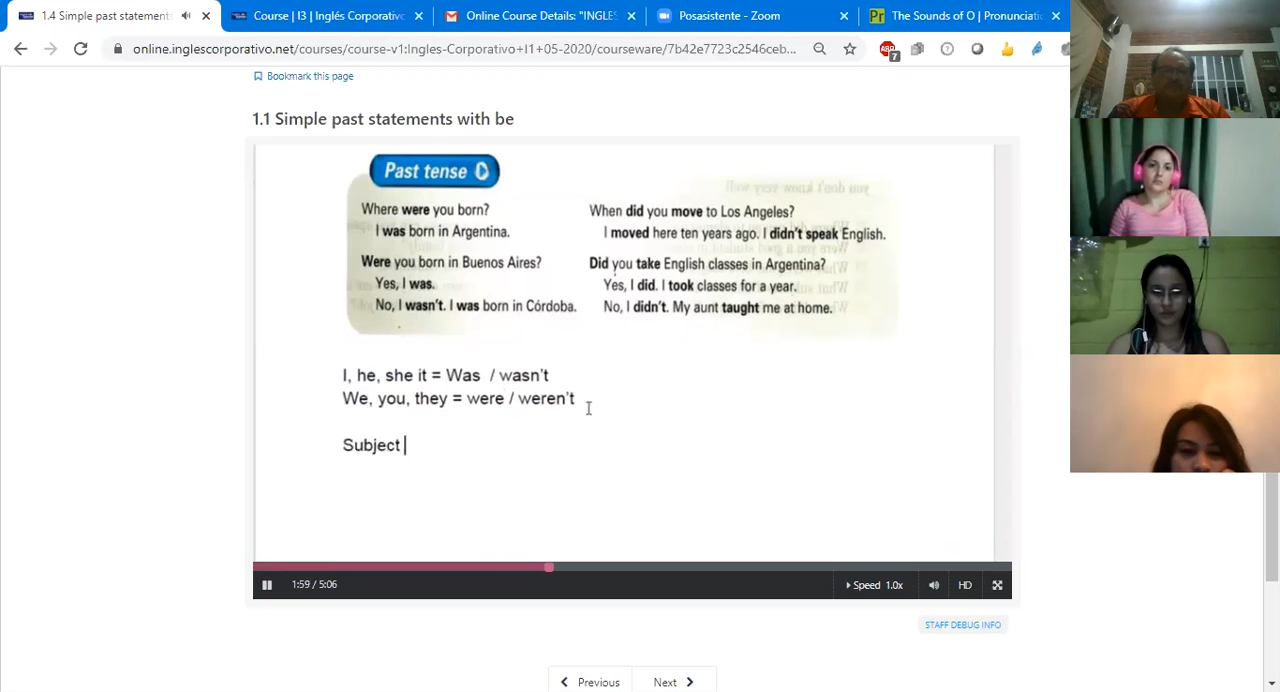 1.4 Simple past statement
Course | I3 | Inglés Corporativo
Online Course Details: "INGLES
Posasistente - Zoom
The Sounds of O | Pronunciati
online.inglescorporativo.net/courses/course-v1:Ingles-Corporativo+I1+05-2020/courseware/7b42e7723c2546ceb...
7
Bookmark this page
1.1 Simple past statements with be
Past tense
Where were you born?
I was born in Argentina.
Were you born in Buenos Aires?
Yes, I was.
No, I wasn't. I was born in Córdoba.
When did you move to Los Angeles?
I moved here ten years ago. I didn't speak English.
Did you take English classes in Argentina?
Yes, I did. I took classes for a year.
No, I didn't. My aunt taught me at home.
I, he, she it = Was / wasn't
We, you, they = were / weren't
Subject
1:59 / 5:06
Speed 1.0x
HD
STAFF DEBUG INFO
Previous
Next